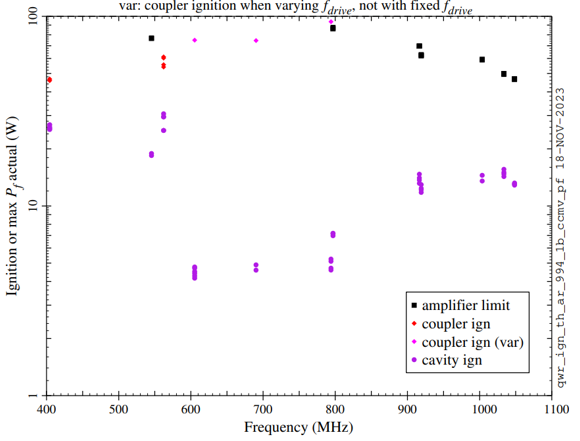 var: coupler ignition when varying f_drive, not with fixed f_drive
100
10
1
Ignition or max P_f actual (W)
amplifier limit
coupler ign
coupler ign (var)
cavity ign
400 500 600 700 800 900 1000 1100
Frequency (MHz)
qwr_ign_th_ar_994_1b_ccmv_pf 18-NOV-2023